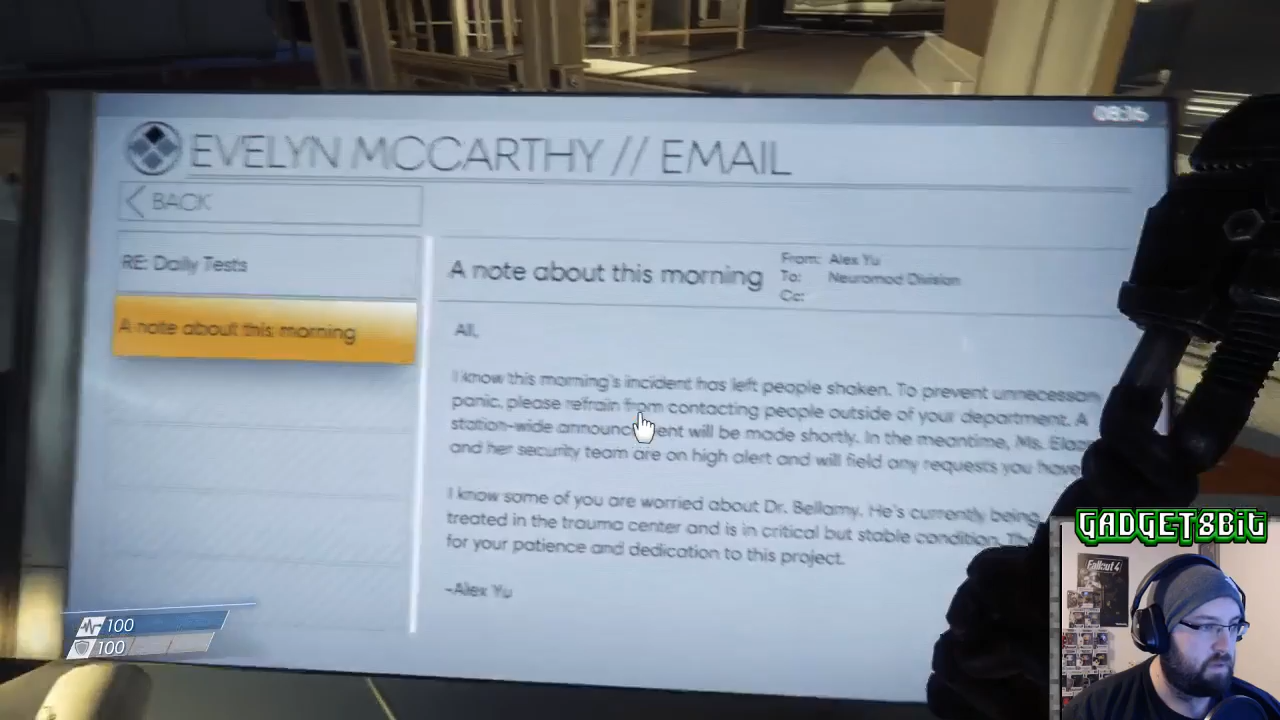 08:36
EVELYN MCCARTHY // EMAIL
BACK
RE: Daily Tests
A note about this morning
A note about this morning
From: Alex Yu
To: Neuromod Division
Cc:
All,
I know this morning's incident has left people shaken. To prevent
panic, please refrain from contacting people outside of your department. A
station-wide will be made shortly. In the meantime, Ms.
and her security team are on high alert and will field any requests you have
I know some of you are worried about Dr. Bellamy. He's currently being
treated in the trauma center and is in critical but stable condition.
for your patience and dedication to this project.
-Alex Yu
100
100
GADGET8BIT
Fallout 4